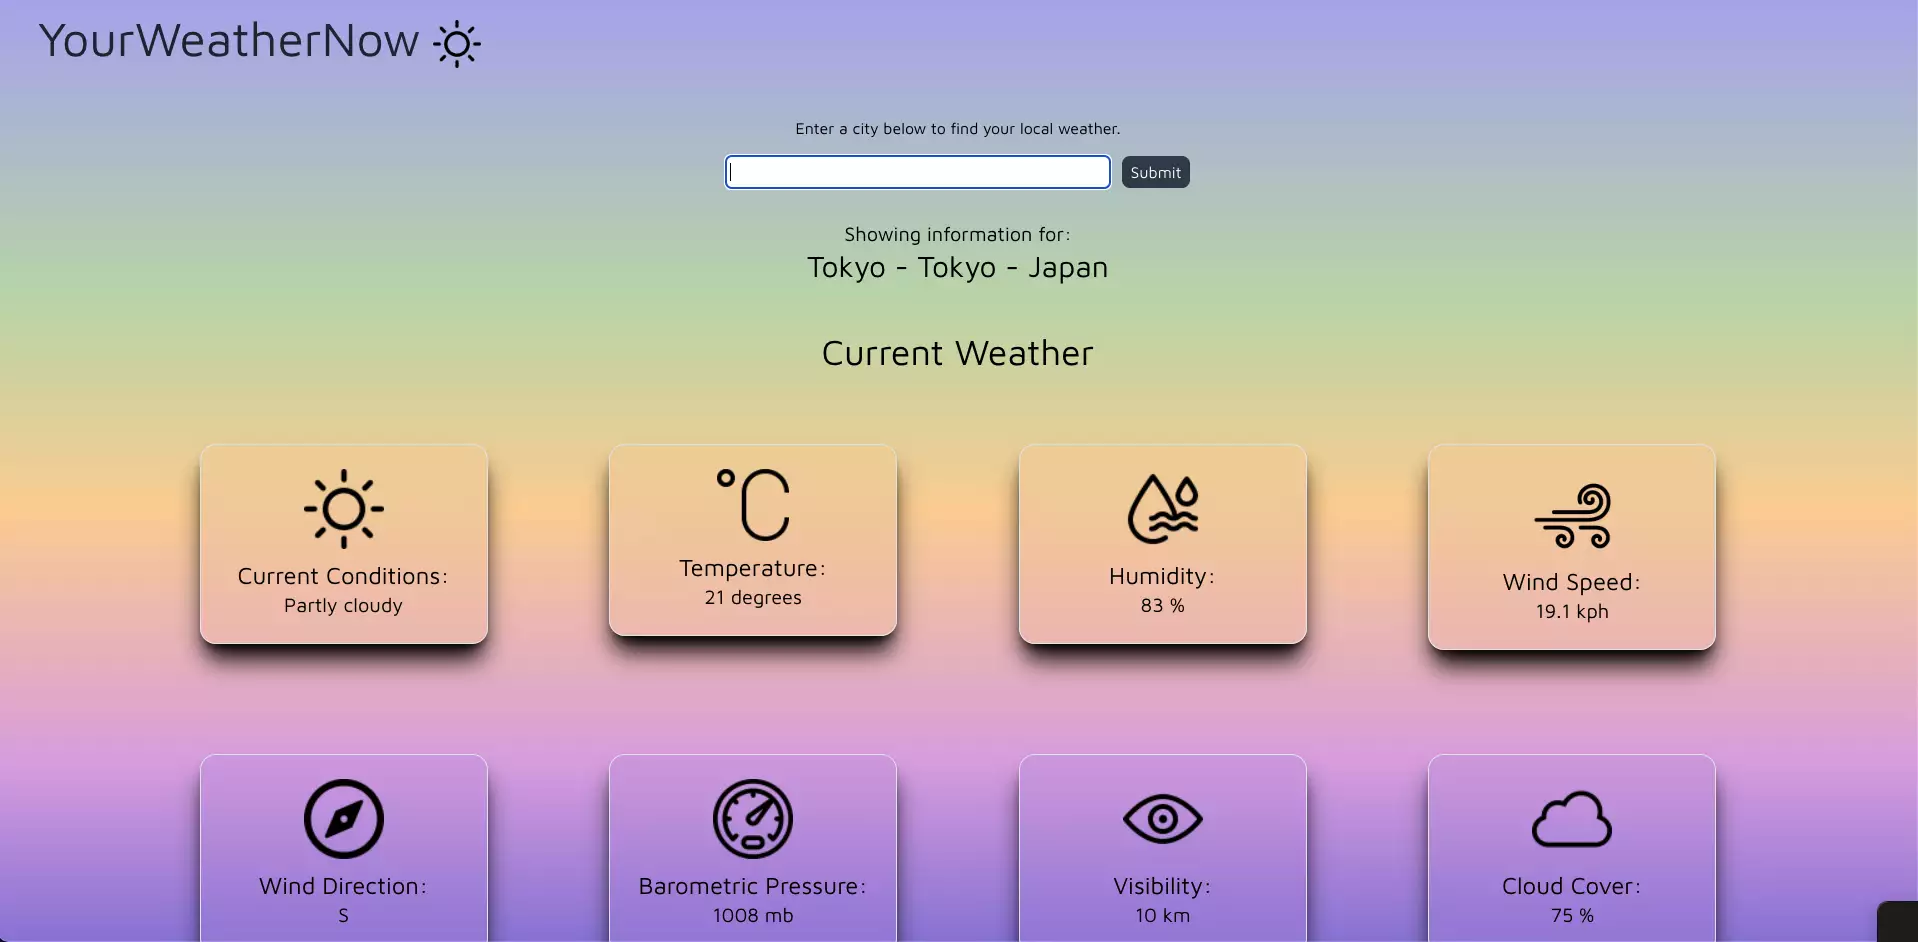 YourWeatherNow
Enter a city below to find your local weather.
Submit
Showing information for:
Tokyo - Tokyo - Japan
Current Weather
Current Conditions:
Partly cloudy
°C
Temperature:
21 degrees
Humidity:
83 %
Wind Speed:
19.1 kph
Wind Direction:
S
Barometric Pressure:
1008 mb
Visibility:
10 km
Cloud Cover:
75 %